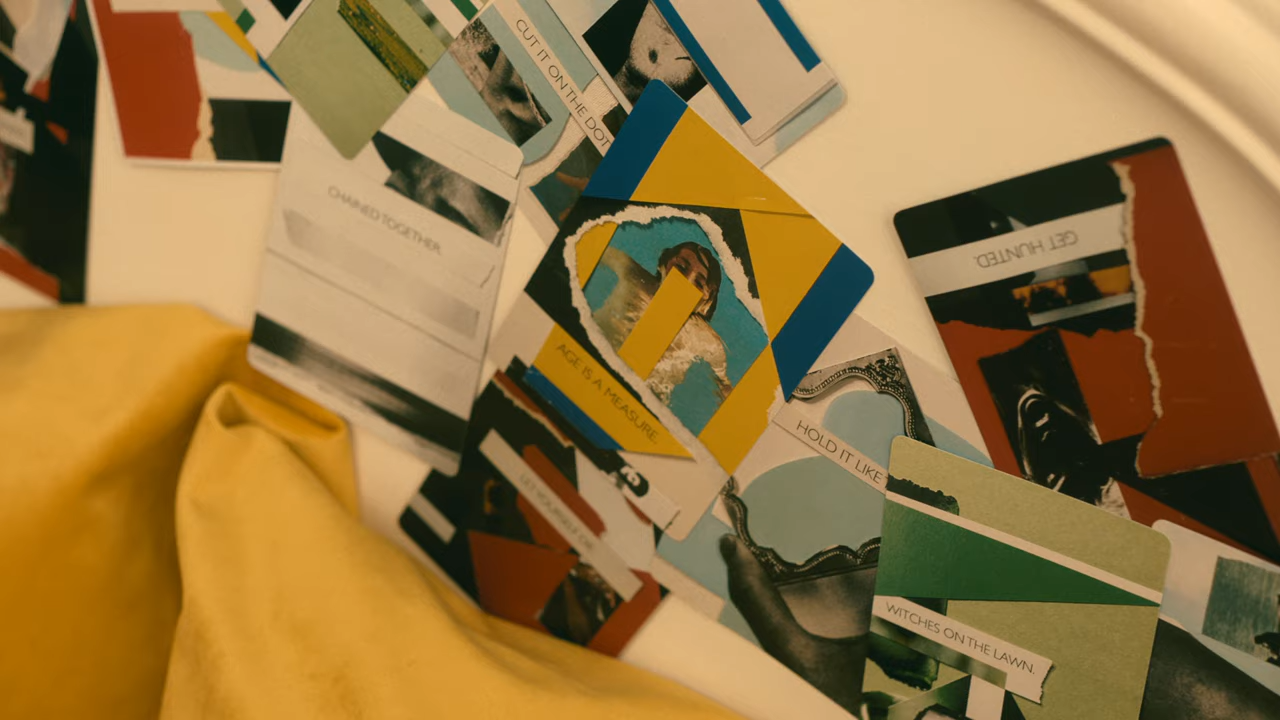 CUT IT ON THE DOT
CHAINED TOGETHER
GET HUNTED.
AGE IS A MEASURE.
HOLD IT LIKE
WITCHES ON THE LAWN.